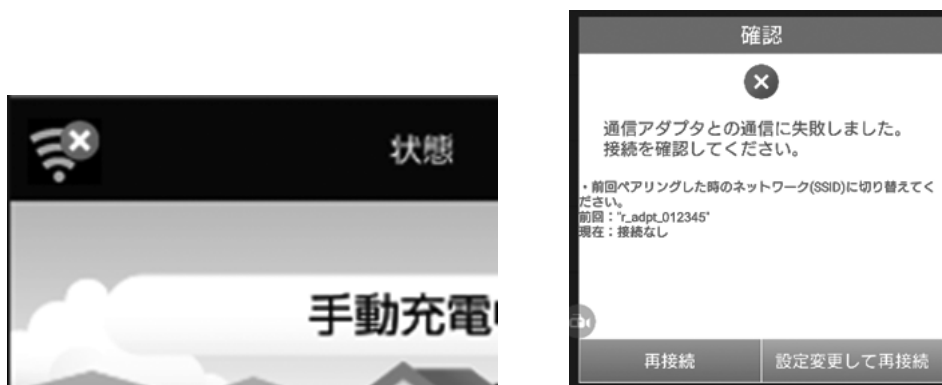 状態
手動充電
確認
通信アダプタとの通信に失敗しました。
接続を確認してください。
・前回ペアリングした時のネットワーク(SSID)に切り替えてく
ださい。
前回："r_adpt_012345"
現在：接続なし
再接続
設定変更して再接続